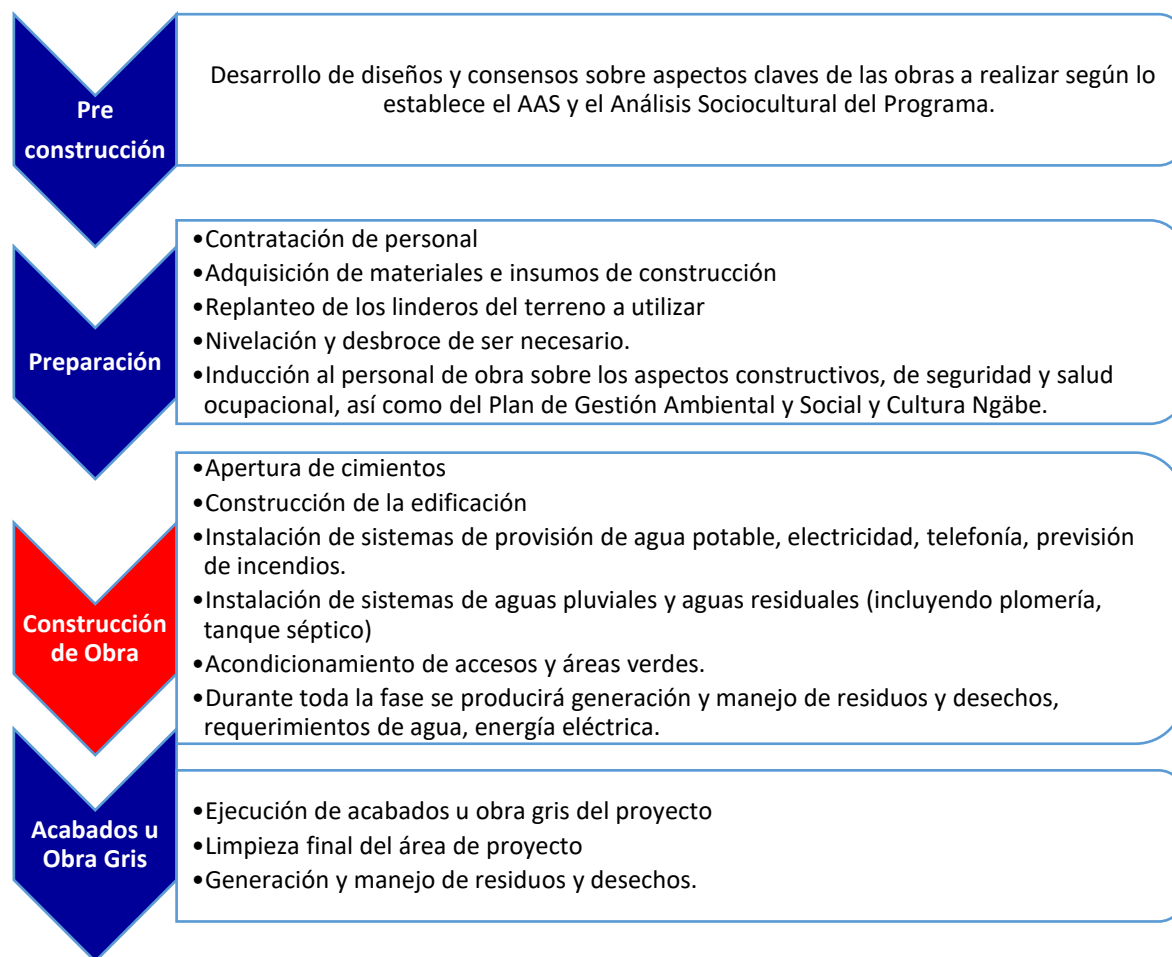 Pre
construcción
Desarrollo de diseños y consensos sobre aspectos claves de las obras a realizar según lo
establece el AAS y el Análisis Sociocultural del Programa.
Preparación
•Contratación de personal
•Adquisición de materiales e insumos de construcción
•Replanteo de los linderos del terreno a utilizar
•Nivelación y desbroce de ser necesario.
•Inducción al personal de obra sobre los aspectos constructivos, de seguridad y salud
ocupacional, así como del Plan de Gestión Ambiental y Social y Cultura Ngäbe.
Construcción
de Obra
•Apertura de cimientos
•Construcción de la edificación
•Instalación de sistemas de provisión de agua potable, electricidad, telefonía, previsión
de incendios.
•Instalación de sistemas de aguas pluviales y aguas residuales (incluyendo plomería,
tanque séptico)
•Acondicionamiento de accesos y áreas verdes.
•Durante toda la fase se producirá generación y manejo de residuos y desechos,
requerimientos de agua, energía eléctrica.
Acabados u
Obra Gris
•Ejecución de acabados u obra gris del proyecto
•Limpieza final del área de proyecto
•Generación y manejo de residuos y desechos.